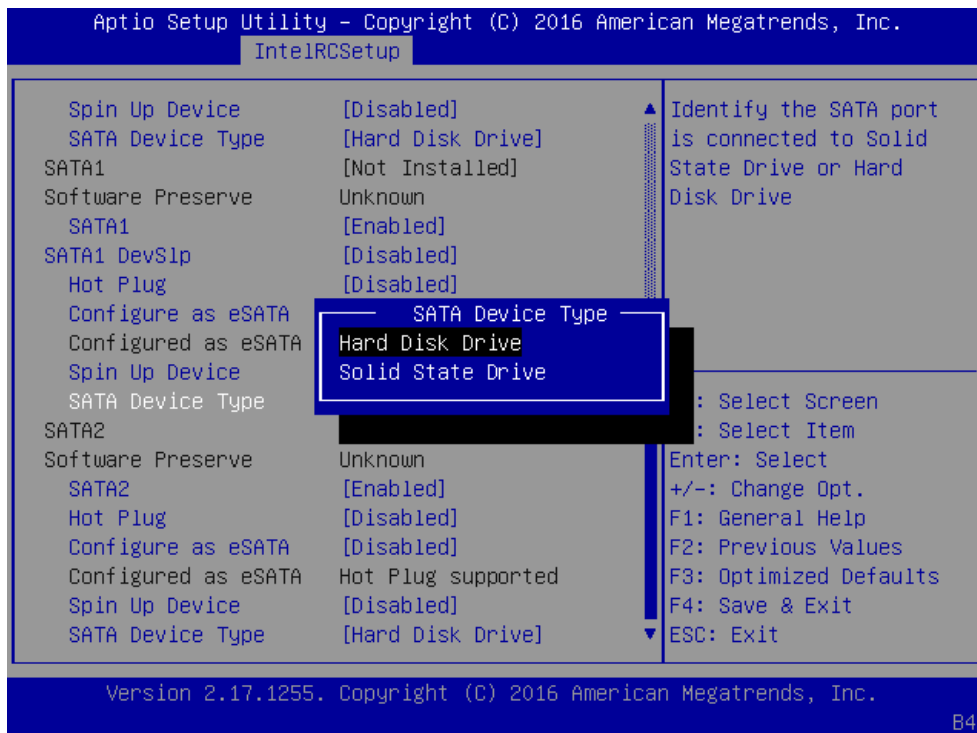 Aptio Setup Utility – Copyright (C) 2016 American Megatrends, Inc.
IntelRCSetup
Spin Up Device [Disabled]
SATA Device Type [Hard Disk Drive]
SATA1 [Not Installed]
Software Preserve Unknown
SATA1 [Enabled]
SATA1 DevSlp [Disabled]
Hot Plug [Disabled]
Configure as eSATA
Configured as eSATA
Spin Up Device
SATA Device Type
SATA2
Software Preserve Unknown
SATA2 [Enabled]
Hot Plug [Disabled]
Configure as eSATA [Disabled]
Configured as eSATA Hot Plug supported
Spin Up Device [Disabled]
SATA Device Type [Hard Disk Drive]
SATA Device Type
Hard Disk Drive
Solid State Drive
Identify the SATA port
is connected to Solid
State Drive or Hard
Disk Drive
: Select Screen
: Select Item
Enter: Select
+/-: Change Opt.
F1: General Help
F2: Previous Values
F3: Optimized Defaults
F4: Save & Exit
ESC: Exit
Version 2.17.1255. Copyright (C) 2016 American Megatrends, Inc.
B4